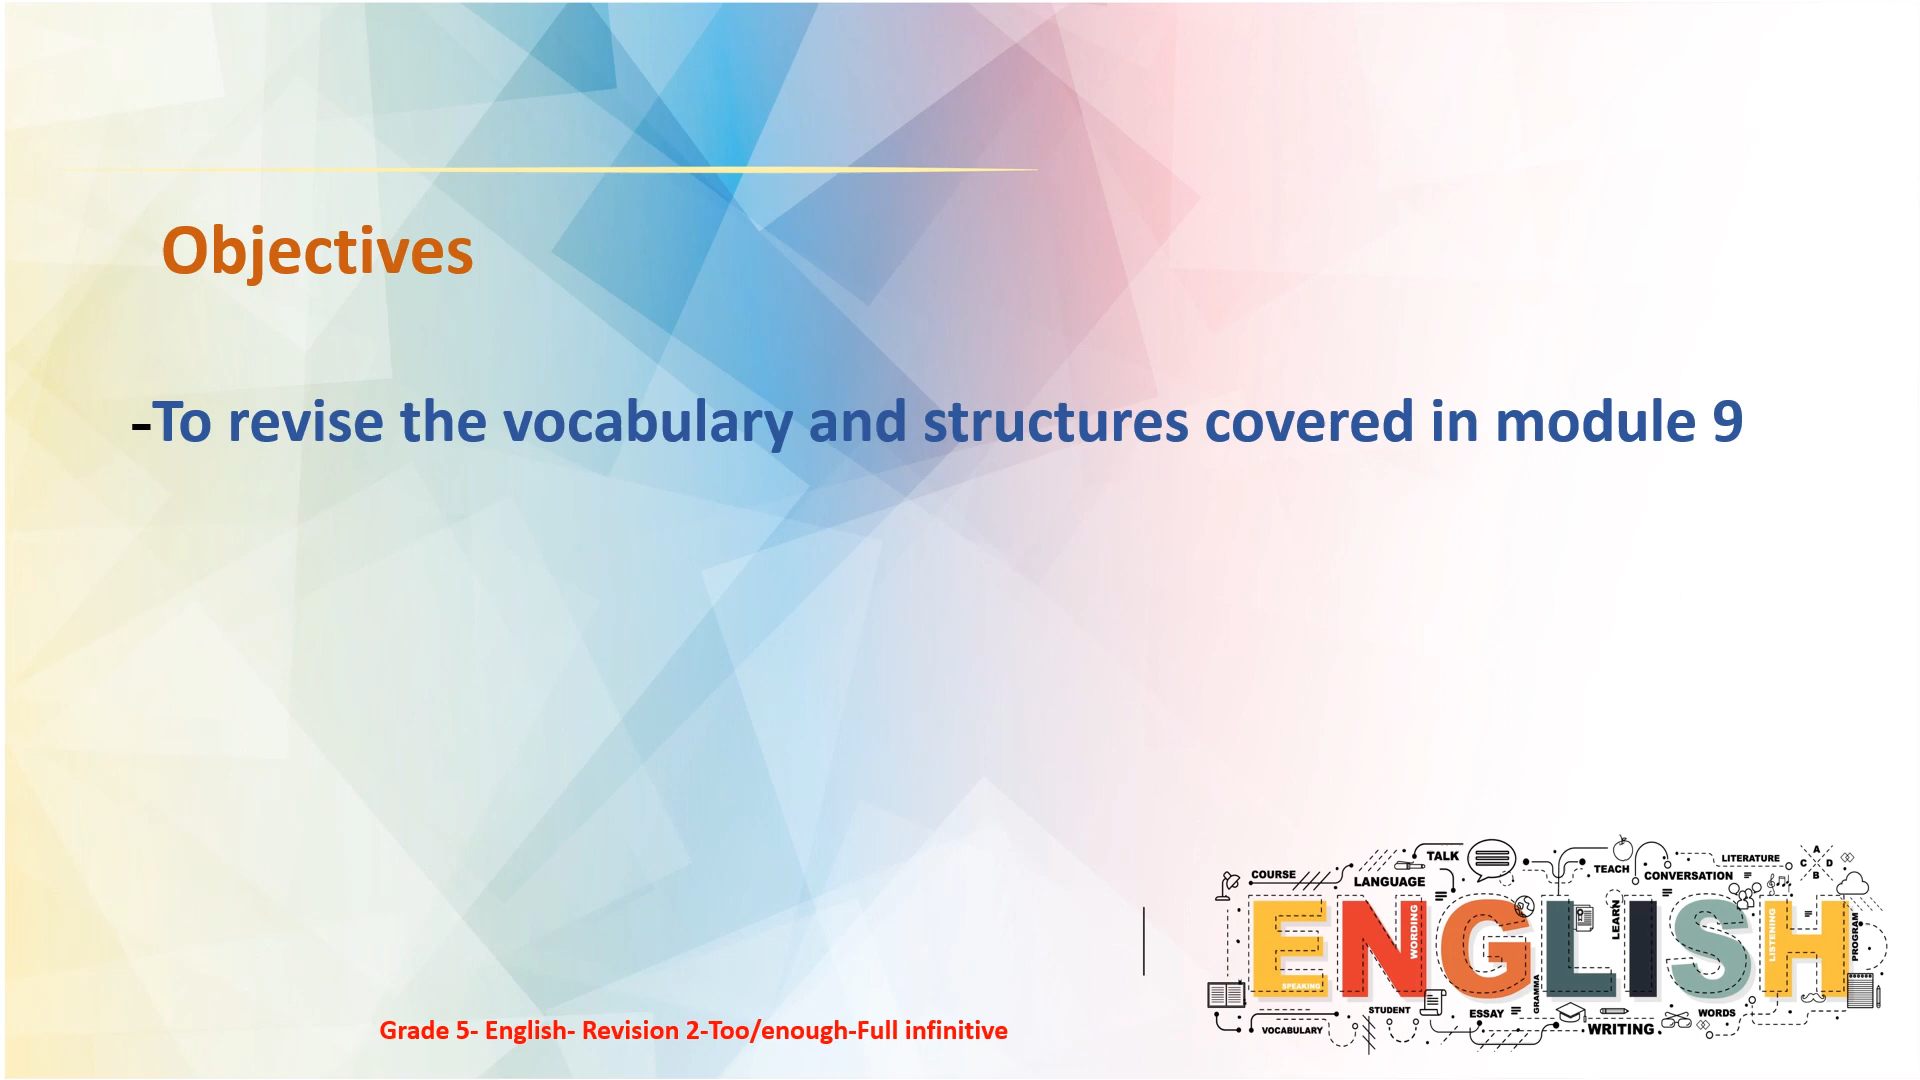 Objectives
-To revise the vocabulary and structures covered in module 9
Grade 5- English- Revision 2-Too/enough-Full infinitive
COURSE
TALK
LANGUAGE
TEACH
CONVERSATION
LITERATURE
A
C D
B
ENGLISH
WORDING
LEARN
LISTENING
PROGRAM
SPEAKING
GRAMMA
VOCABULARY
STUDENT
ESSAY
WRITING
WORDS